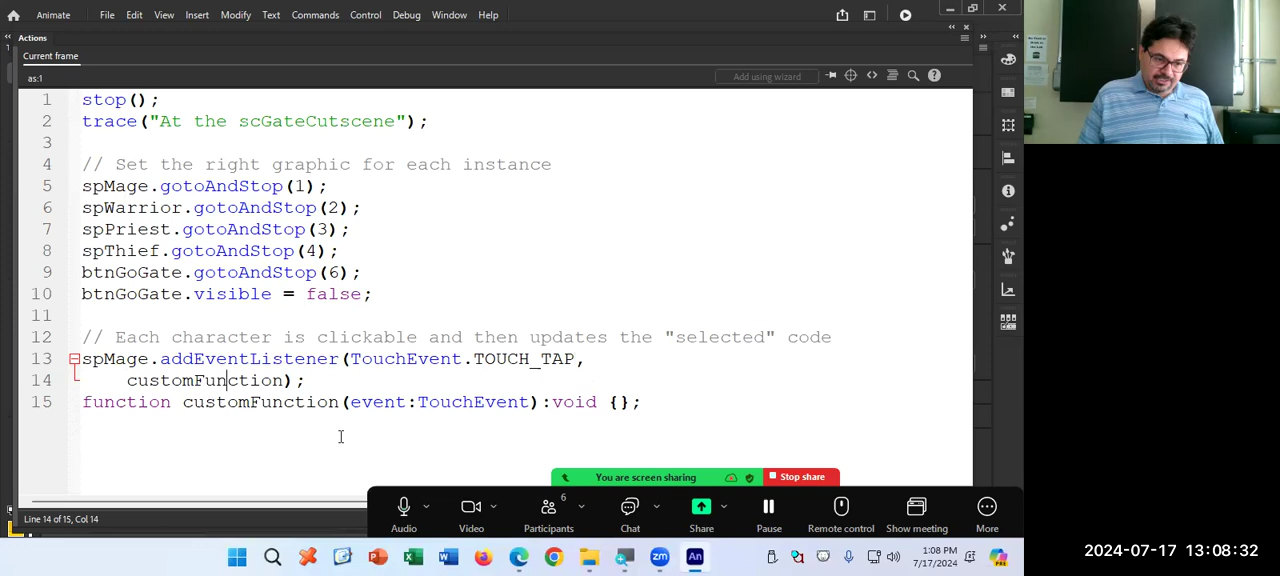 Animate File Edit View Insert Modify Text Commands Control Debug Window Help
Actions
Current frame
as:1
Add using wizard
1 stop();
2 trace("At the scGateCutscene");
3
4 // Set the right graphic for each instance
5 spMage.gotoAndStop(1);
6 spWarrior.gotoAndStop(2);
7 spPriest.gotoAndStop(3);
8 spThief.gotoAndStop(4);
9 btnGoGate.gotoAndStop(6);
10 btnGoGate.visible = false;
11
12 // Each character is clickable and then updates the "selected" code
13 spMage.addEventListener(TouchEvent.TOUCH_TAP,
14 customFunction);
15 function customFunction(event:TouchEvent):void {};
You are screen sharing Stop share
Line 14 of 15, Col 14
6
Audio Video Participants Chat Share Pause Remote control Show meeting More
zm An
1:08 PM
7/17/2024
2024-07-17 13:08:32